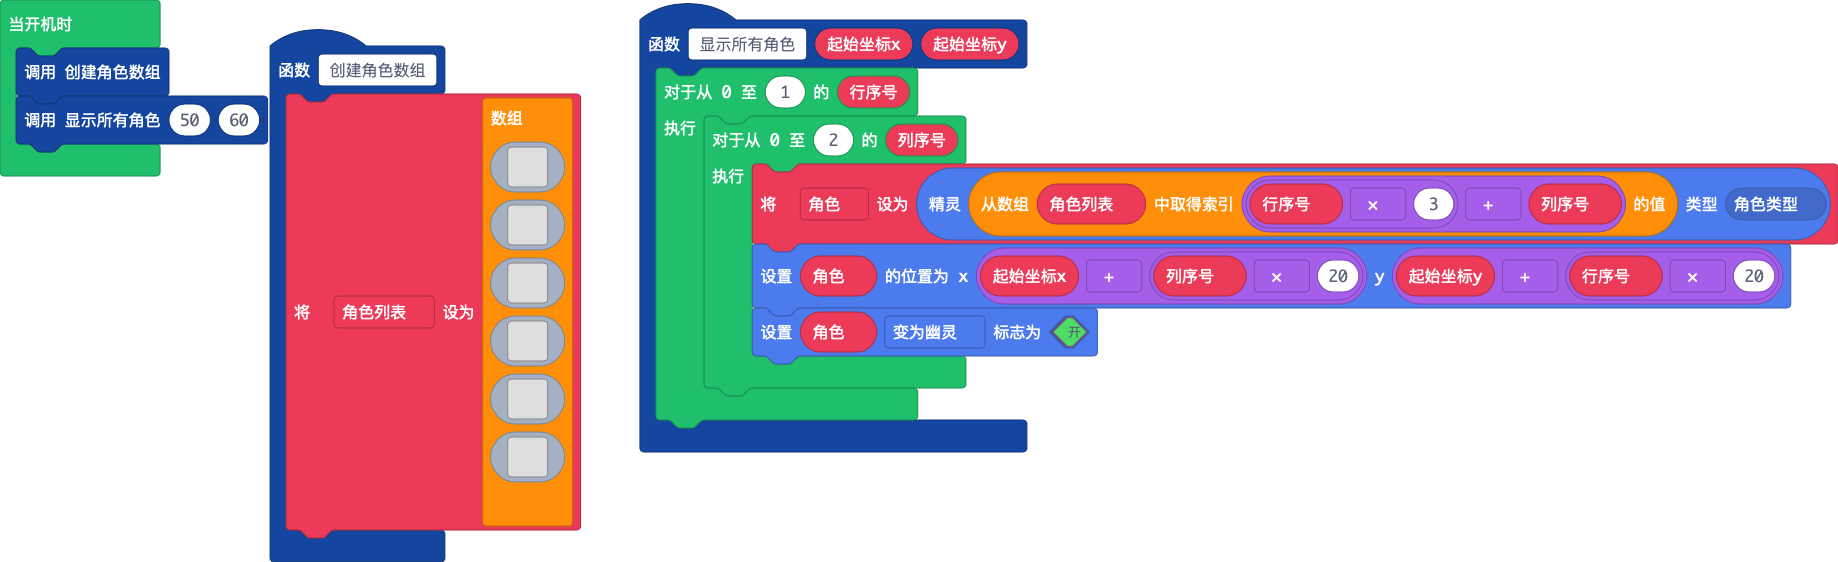 当开机时
调用 创建角色数组
调用 显示所有角色 50 60
函数 创建角色数组
将 角色列表 设为 数组
函数 显示所有角色 起始坐标x 起始坐标y
对于从 0 至 1 的 行序号
执行 对于从 0 至 2 的 列序号
执行 将 角色 设为 精灵 从数组 角色列表 中取得索引 行序号 × 3 + 列序号 的值 类型 角色类型
设置 角色 的位置为 x 起始坐标x + 列序号 × 20 y 起始坐标y + 行序号 × 20
设置 角色 变为幽灵 标志为 开